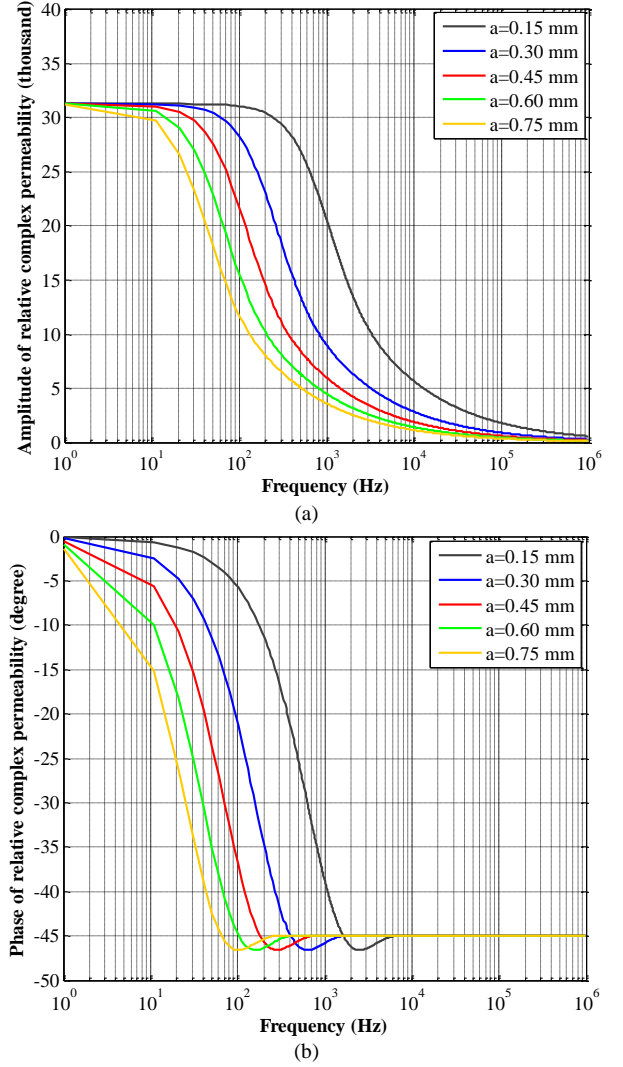 Amplitude of relative complex permeability (thousand)
40
35
30
25
20
15
10
5
0
a=0.15 mm
a=0.30 mm
a=0.45 mm
a=0.60 mm
a=0.75 mm
10^0 10^1 10^2 10^3 10^4 10^5 10^6
Frequency (Hz)
(a)
Phase of relative complex permeability (degree)
0
-5
-10
-15
-20
-25
-30
-35
-40
-45
-50
a=0.15 mm
a=0.30 mm
a=0.45 mm
a=0.60 mm
a=0.75 mm
10^0 10^1 10^2 10^3 10^4 10^5 10^6
Frequency (Hz)
(b)